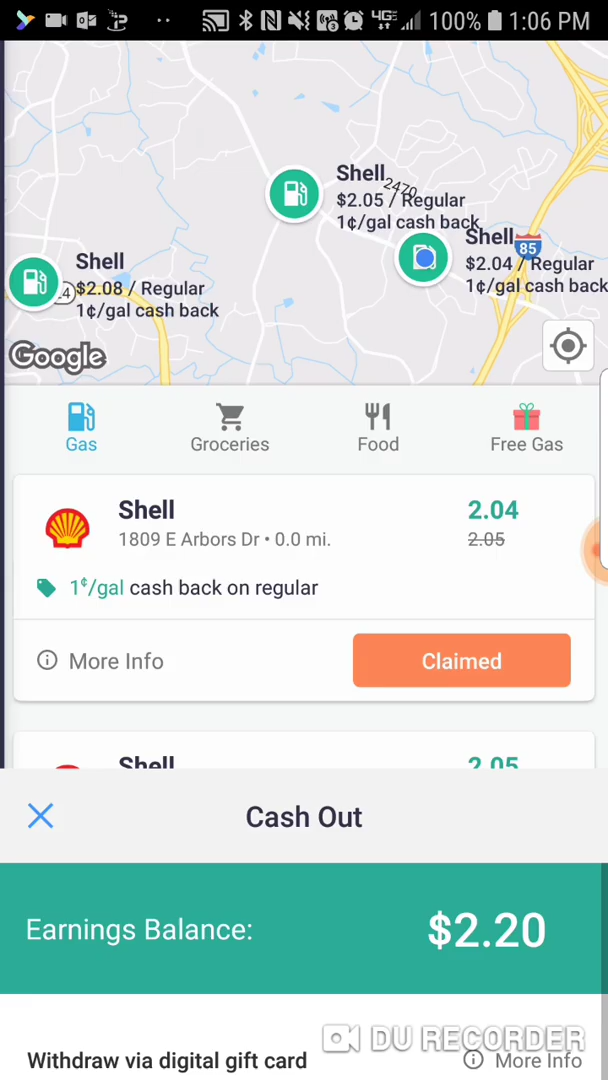 4G 100% 1:06 PM
Shell
2470
$2.05 / Regular
1¢/gal cash back
Shell
85
$2.04 / Regular
1¢/gal cash back
Shell
$2.08 / Regular
1¢/gal cash back
Google
Gas Groceries Food Free Gas
Shell 2.04
1809 E Arbors Dr • 0.0 mi. 2.05
1¢/gal cash back on regular
More Info Claimed
Shell 2.05
Cash Out
Earnings Balance: $2.20
DU RECORDER
Withdraw via digital gift card More Info